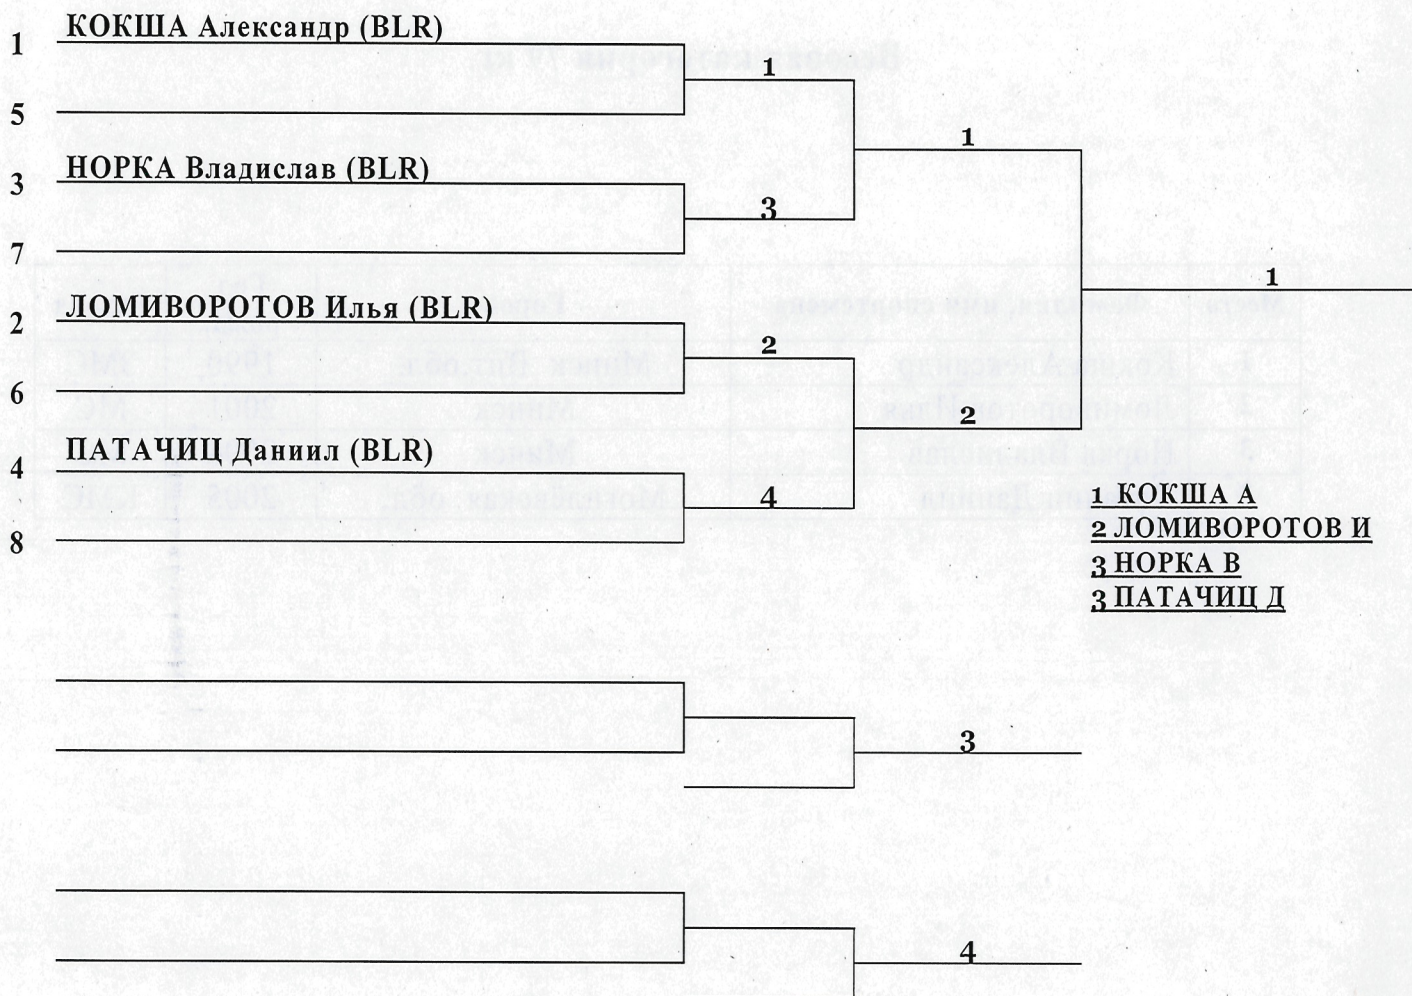 КОКША Александр (BLR)
1
1
5
1
НОРКА Владислав (BLR)
3
3
7
1
ЛОМИВОРОТОВ Илья (BLR)
2
2
6
2
ПАТАЧИЦ Даниил (BLR)
4
4
8
1 КОКША А
2 ЛОМИВОРОТОВ И
3 НОРКА В
3 ПАТАЧИЦ Д
3
4